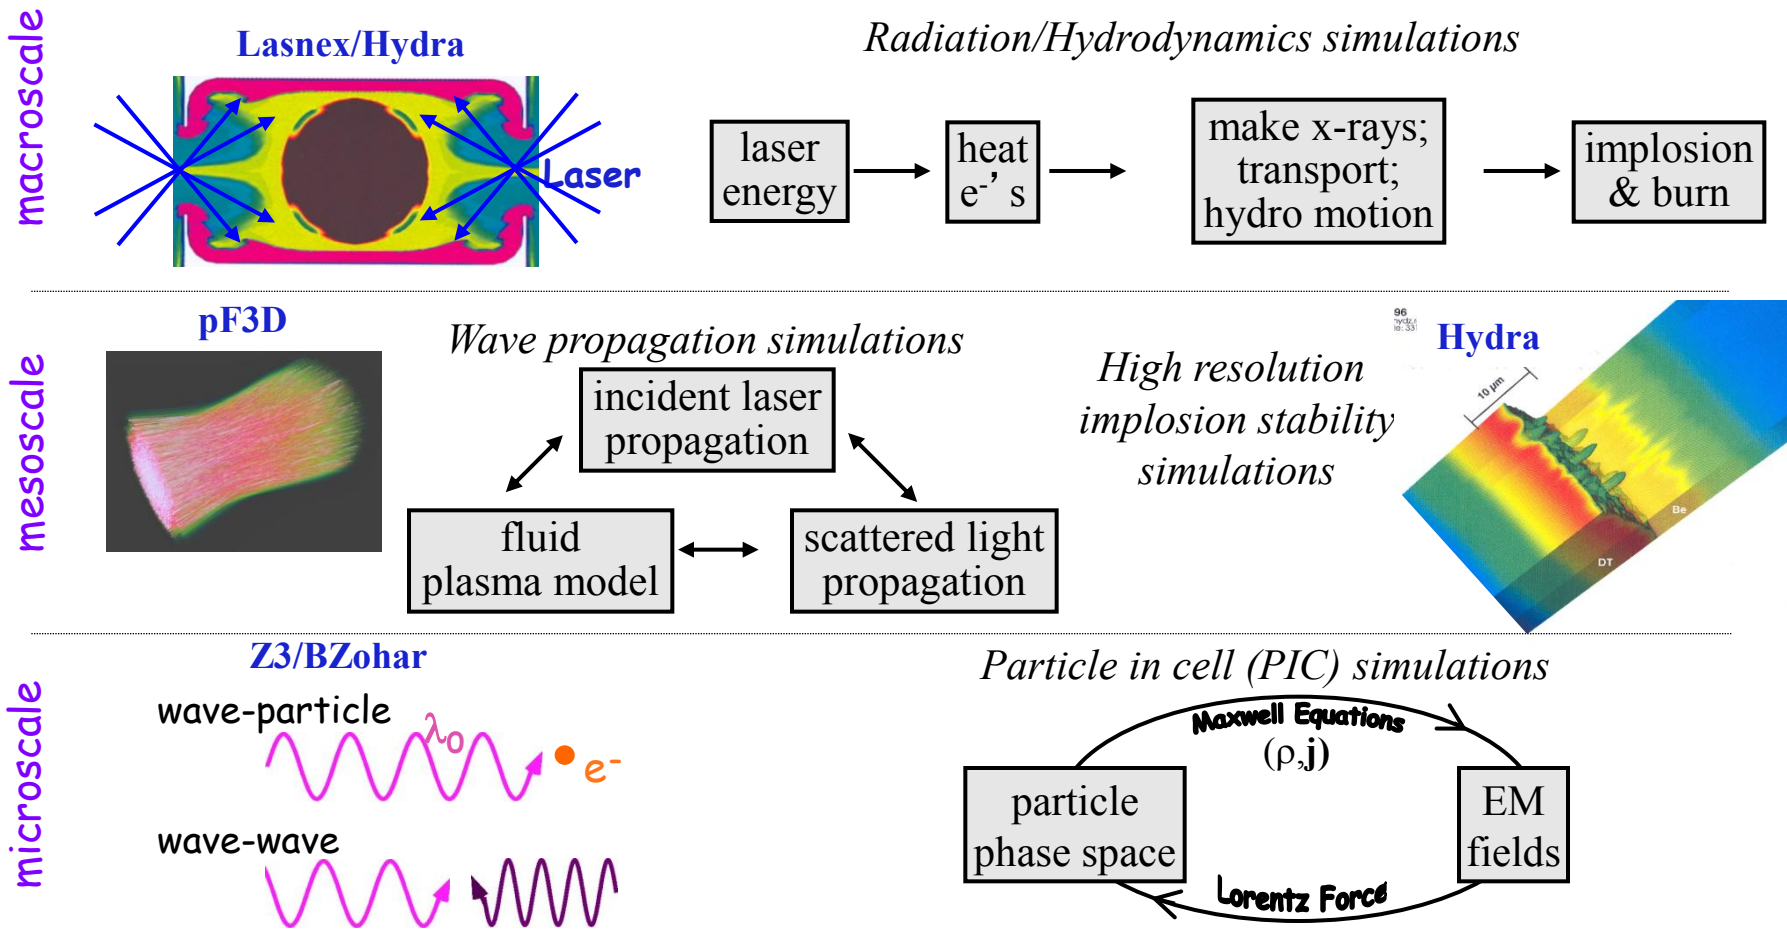 macroscale
Lasnex/Hydra
Laser
Radiation/Hydrodynamics simulations
laser
energy
heat
e-’ s
make x-rays;
transport;
hydro motion
implosion
& burn
mesoscale
pF3D
Wave propagation simulations
incident laser
propagation
fluid
plasma model
scattered light
propagation
High resolution
implosion stability
simulations
96
Hydra
10 μm
Be
DT
microscale
Z3/BZohar
wave-particle
λ0
e-
wave-wave
Particle in cell (PIC) simulations
Maxwell Equations
(ρ,j)
particle
phase space
EM
fields
Lorentz Force